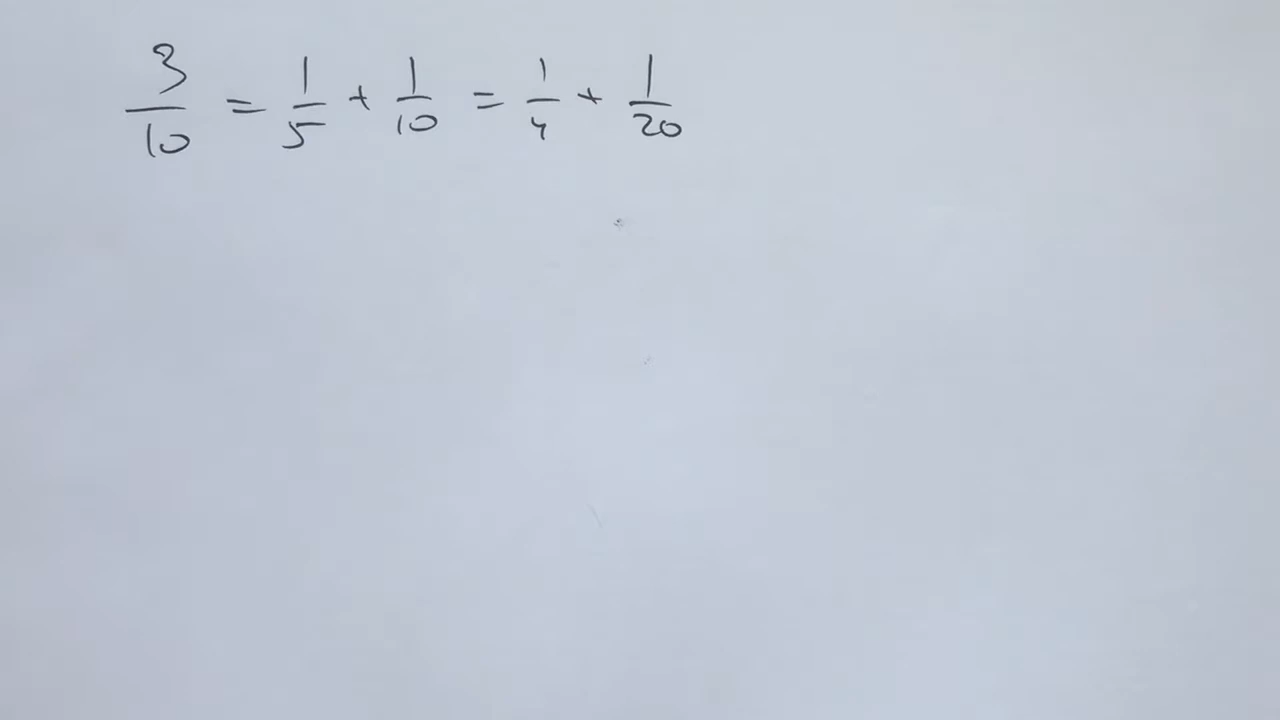 3/10 = 1/5 + 1/10 = 1/4 + 1/20